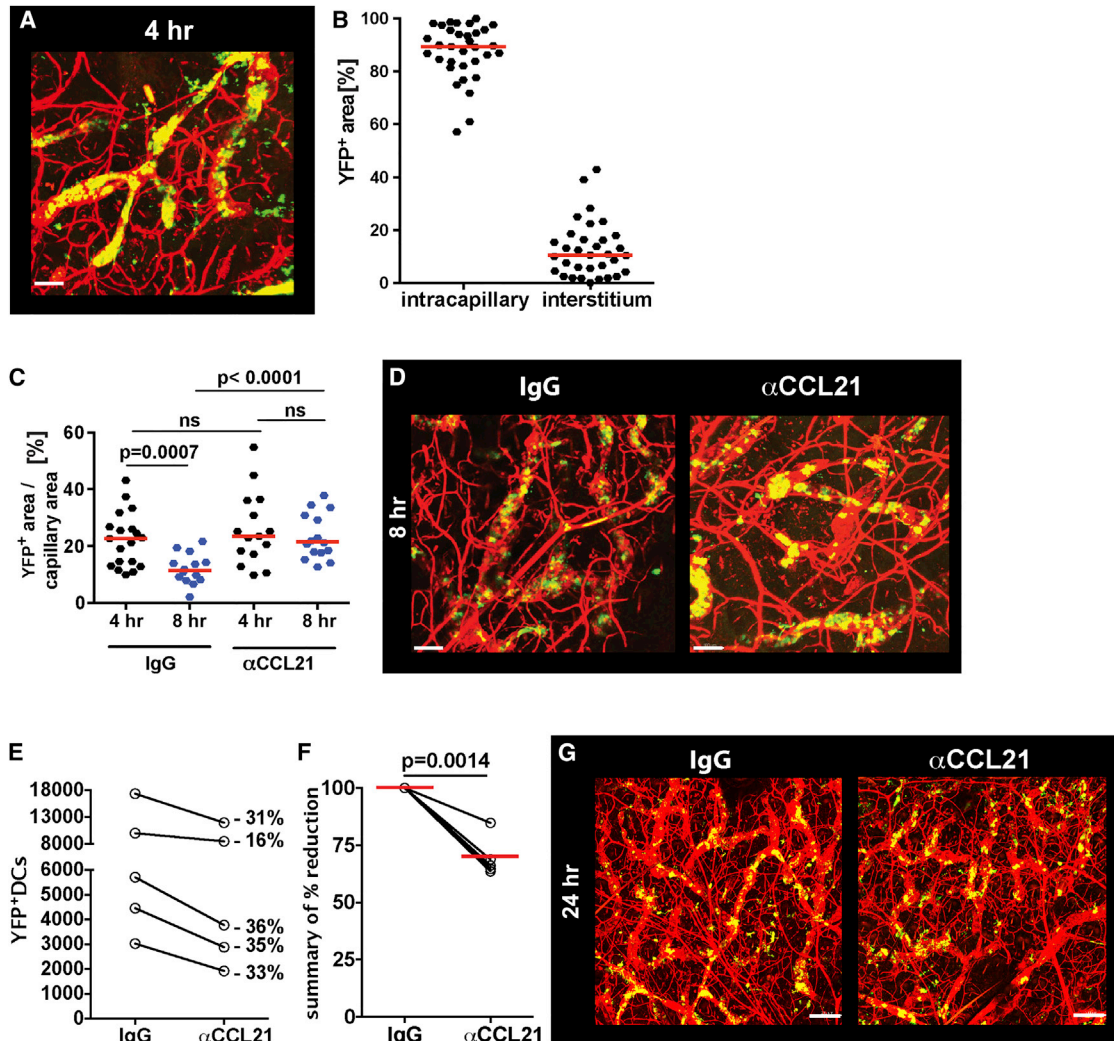 A
4 hr
B
YFP+ area[%]
100
80
60
40
20
0
intracapillary
interstitium
C
p< 0.0001
ns
ns
p=0.0007
YFP+ area /
capillary area
[%]
60
40
20
0
4 hr
8 hr
4 hr
8 hr
IgG
αCCL21
D
IgG
αCCL21
8 hr
E
YFP+DCs
18000
13000
8000
6000
5000
4000
3000
2000
1000
0
- 31%
- 16%
- 36%
- 35%
- 33%
IgG
αCCL21
F
p=0.0014
summary of % reduction
100
75
50
25
0
IgG
αCCL21
G
IgG
αCCL21
24 hr